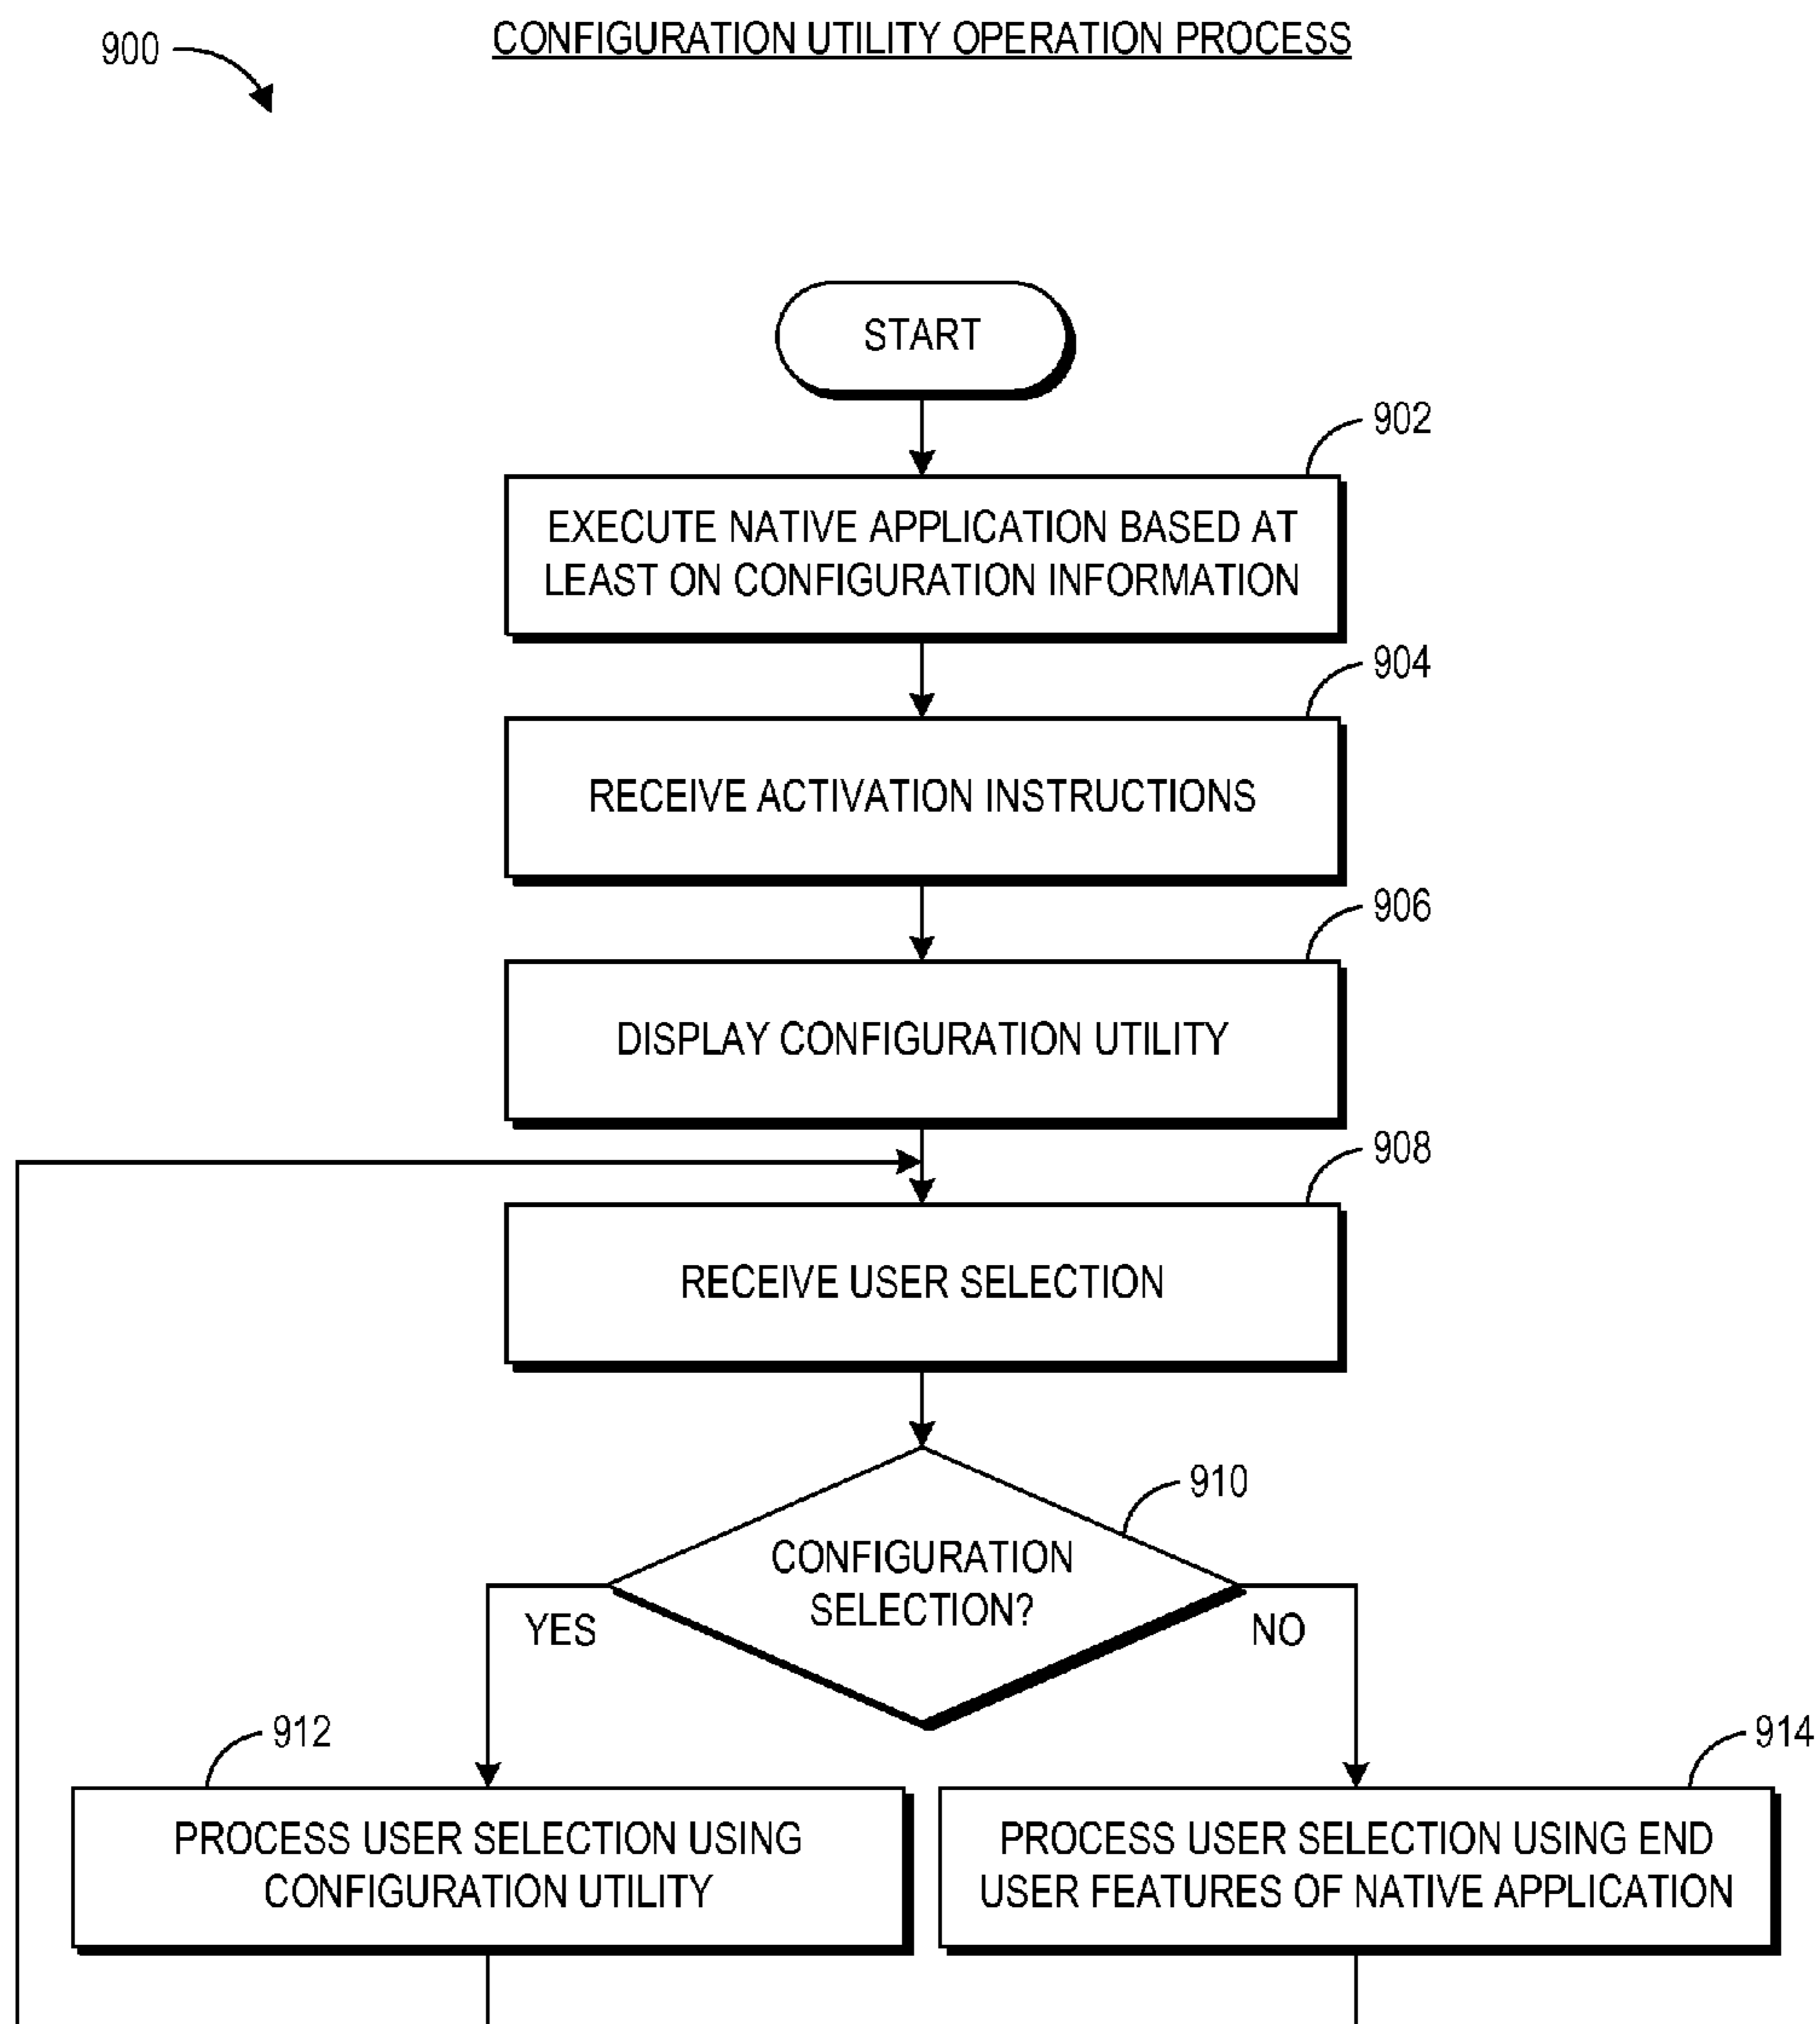 900
CONFIGURATION UTILITY OPERATION PROCESS
START
902
EXECUTE NATIVE APPLICATION BASED AT
LEAST ON CONFIGURATION INFORMATION
904
RECEIVE ACTIVATION INSTRUCTIONS
906
DISPLAY CONFIGURATION UTILITY
908
RECEIVE USER SELECTION
910
CONFIGURATION
SELECTION?
YES
NO
912
PROCESS USER SELECTION USING
CONFIGURATION UTILITY
914
PROCESS USER SELECTION USING END
USER FEATURES OF NATIVE APPLICATION